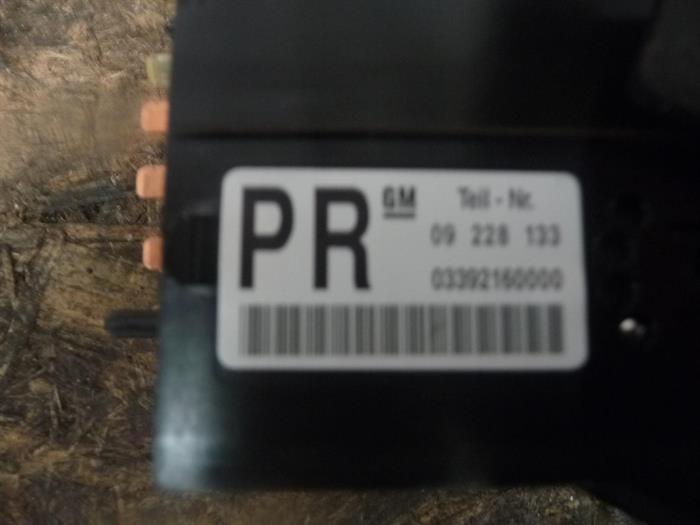 PR GM Teil - Nr.
09 228 133
03392160000